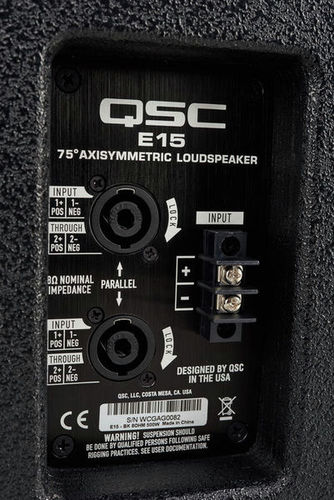 QSC
E15
75° AXISYMMETRIC LOUDSPEAKER
INPUT
1+ 1-
POS NEG
THROUGH
2+ 2-
POS NEG
LOCK
INPUT
8Ω NOMINAL
IMPEDANCE
PARALLEL
+
-
INPUT
1+ 1-
POS NEG
THROUGH
2+ 2-
POS NEG
LOCK
DESIGNED BY QSC
IN THE USA
QSC, LLC, COSTA MESA, CA. USA
CE
S/N WCGAG0082
E15 - BK 8OHM 500W Made in China
WARNING! SUSPENSION SHOULD
BE DONE BY QUALIFIED PERSONS FOLLOWING SAFE
RIGGING PRACTICES. SEE USER DOCUMENTATION.